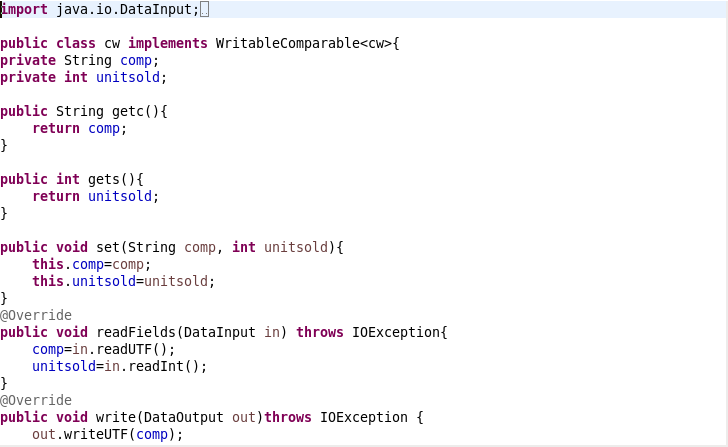 import java.io.DataInput;
public class cw implements WritableComparable<cw>{
private String comp;
private int unitsold;
public String getc(){
return comp;
}
public int gets(){
return unitsold;
}
public void set(String comp, int unitsold){
this.comp=comp;
this.unitsold=unitsold;
}
@Override
public void readFields(DataInput in) throws IOException{
comp=in.readUTF();
unitsold=in.readInt();
}
@Override
public void write(DataOutput out)throws IOException {
out.writeUTF(comp);